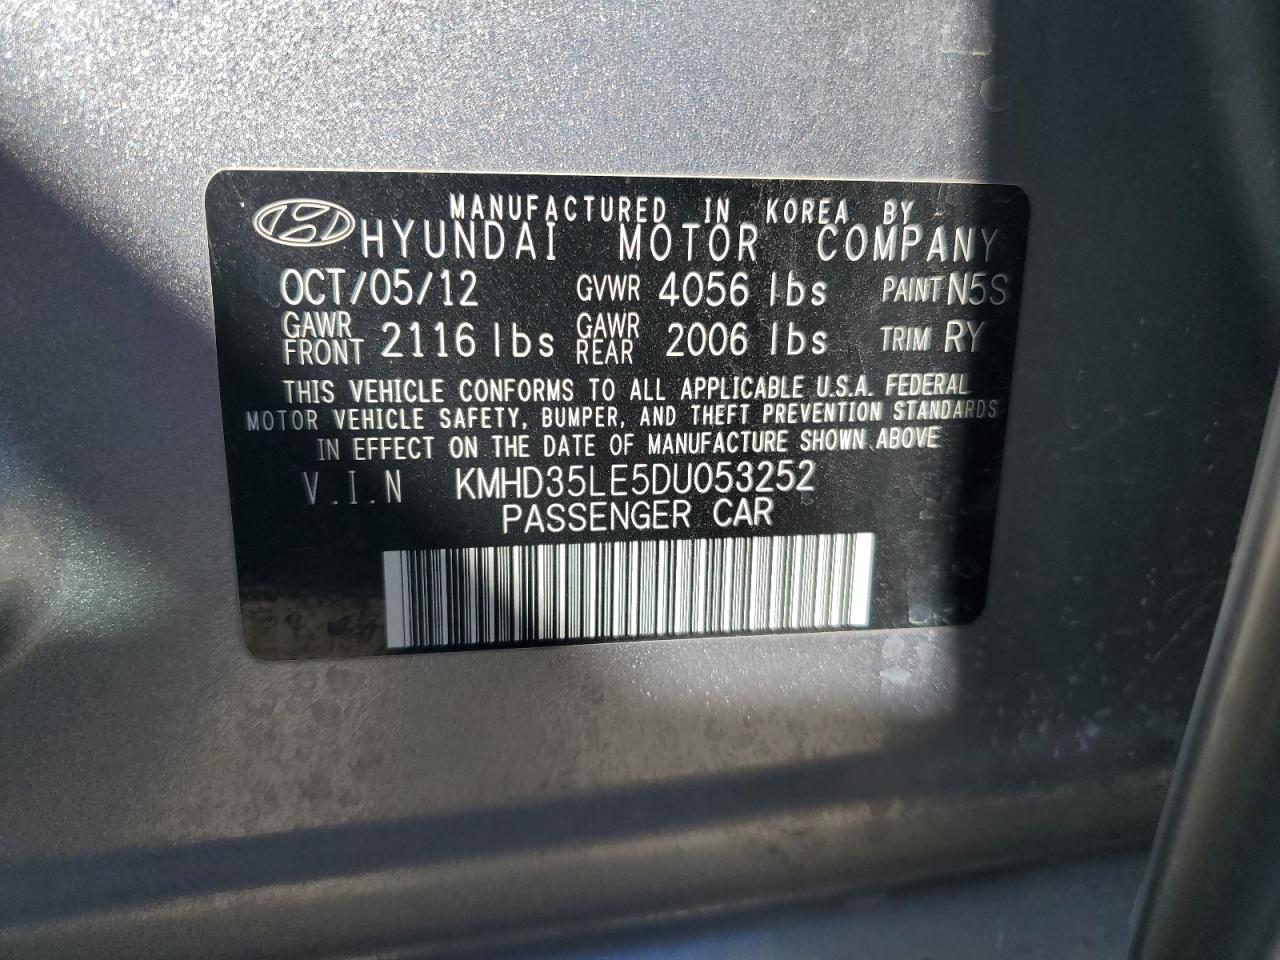 MANUFACTURED IN KOREA BY
HYUNDAI MOTOR COMPANY
OCT/05/12 GVWR 4056 lbs PAINT N5S
GAWR FRONT 2116 lbs GAWR REAR 2006 lbs TRIM RY
THIS VEHICLE CONFORMS TO ALL APPLICABLE U.S.A. FEDERAL
MOTOR VEHICLE SAFETY, BUMPER, AND THEFT PREVENTION STANDARDS
IN EFFECT ON THE DATE OF MANUFACTURE SHOWN ABOVE
V.I.N KMHD35LE5DU053252
PASSENGER CAR